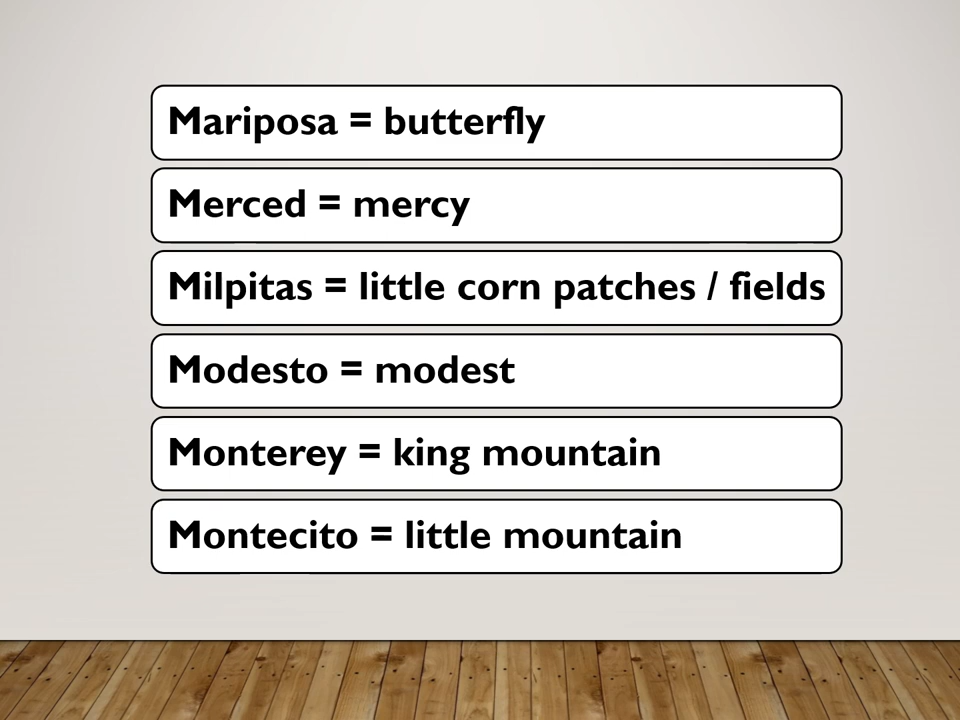 Mariposa = butterfly
Merced = mercy
Milpitas = little corn patches / fields
Modesto = modest
Monterey = king mountain
Montecito = little mountain